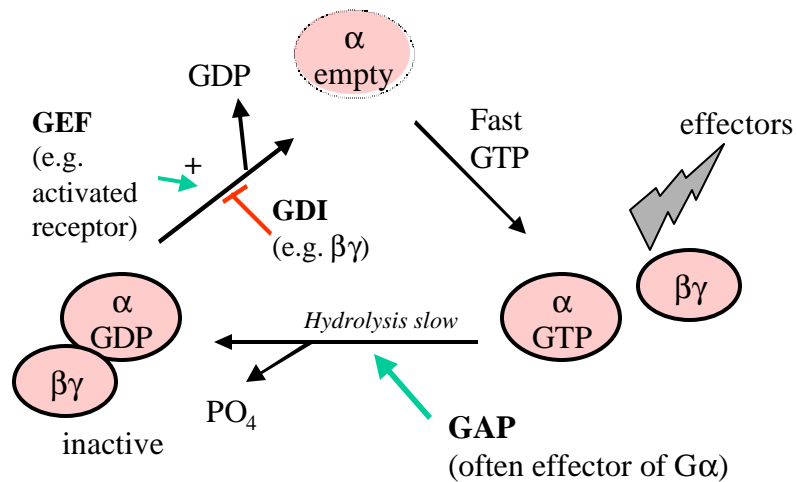 α
empty
GDP
GEF
(e.g.
activated
receptor)
+
GDI
(e.g. βγ)
Fast
GTP
effectors
α
GDP
βγ
inactive
Hydrolysis slow
PO4
α
GTP
βγ
GAP
(often effector of Gα)